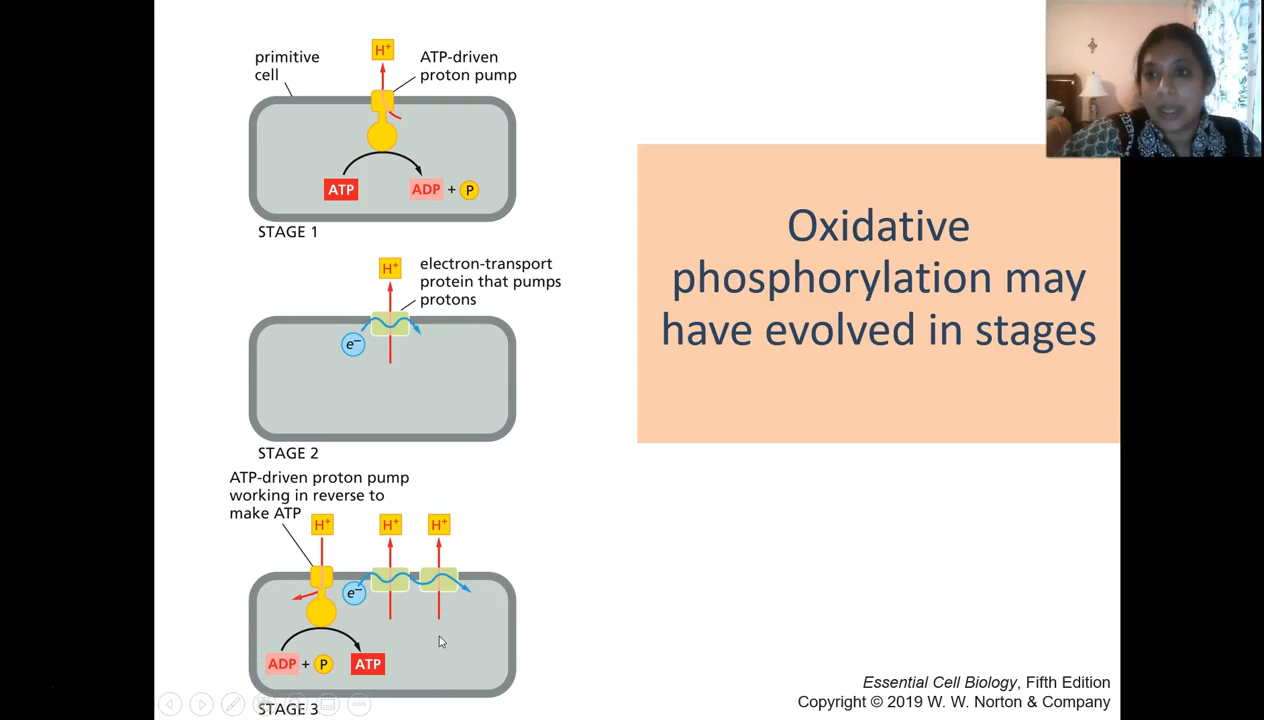 H+
primitive
cell
ATP-driven
proton pump
ATP
ADP + P
STAGE 1
H+
electron-transport
protein that pumps
protons
e−
STAGE 2
ATP-driven proton pump
working in reverse to
make ATP
H+ H+ H+
e−
ADP + P ATP
STAGE 3
Oxidative
phosphorylation may
have evolved in stages
Essential Cell Biology, Fifth Edition
Copyright © 2019 W. W. Norton & Company